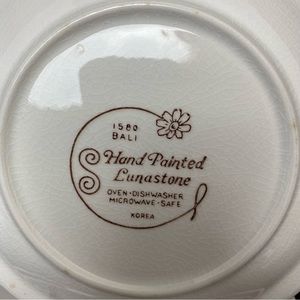 1580
BALI
Hand Painted
Lunastone
OVEN·DISHWASHER
MICROWAVE·SAFE
KOREA